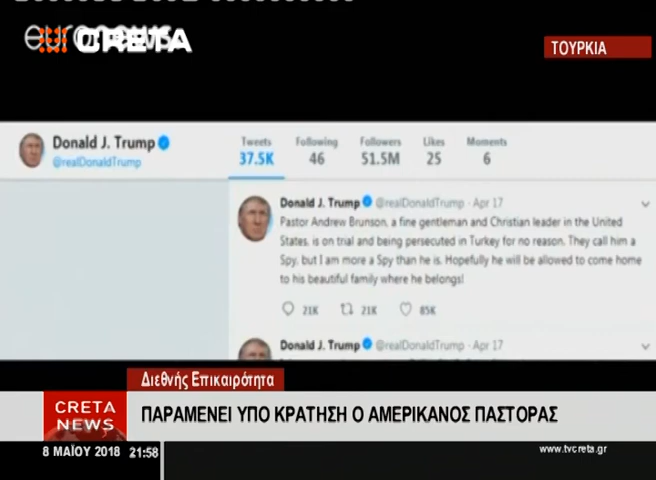 euronews.
CRETA
ΤΟΥΡΚΙΑ
Donald J. Trump
@realDonaldTrump
Tweets Following Followers Likes Moments
37.5K 46 51.5M 25 6
Donald J. Trump @realDonaldTrump · Apr 17
Pastor Andrew Brunson, a fine gentleman and Christian leader in the United
States, is on trial and being persecuted in Turkey for no reason. They call him a
Spy, but I am more a Spy than he is. Hopefully he will be allowed to come home
to his beautiful family where he belongs!
21K 21K 85K
Donald J. Trump @realDonaldTrump · Apr 17
Διεθνής Επικαιρότητα
CRETA
NEWS
ΠΑΡΑΜΕΝΕΙ ΥΠΟ ΚΡΑΤΗΣΗ Ο ΑΜΕΡΙΚΑΝΟΣ ΠΑΣΤΟΡΑΣ
8 ΜΑΪΟΥ 2018 21:58
www.tvcreta.gr